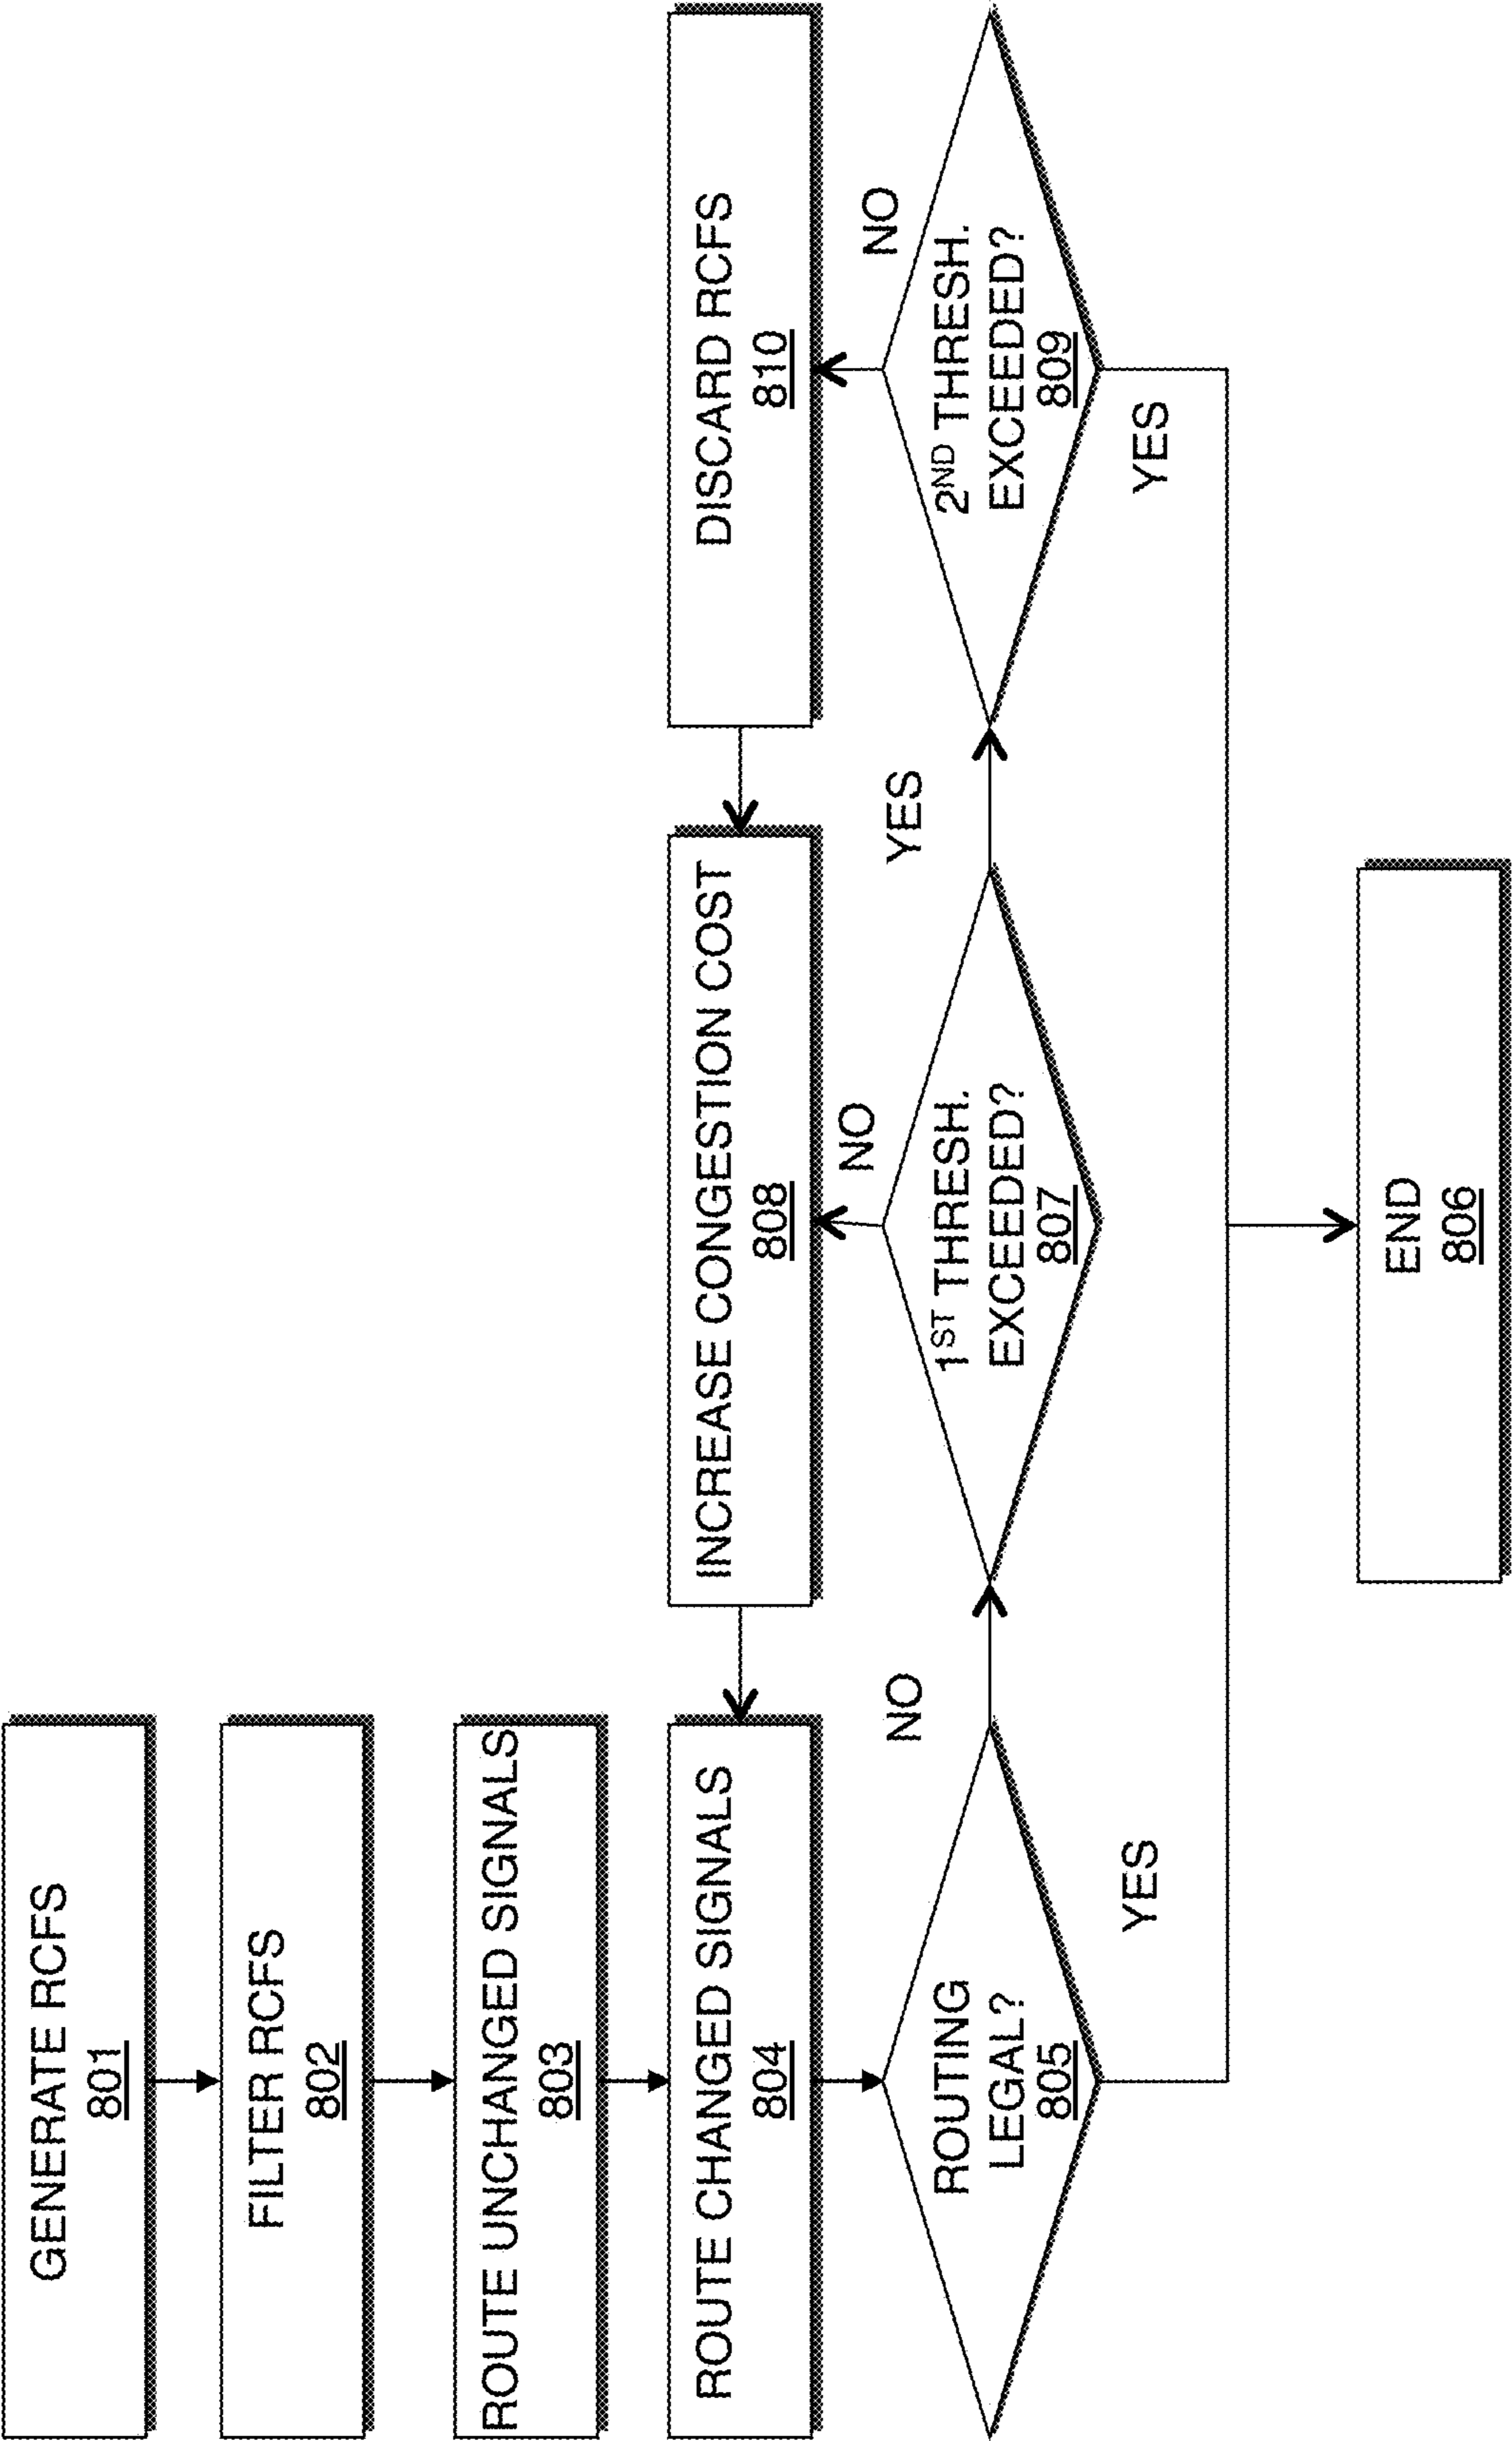 GENERATE RCFS
801
FILTER RCFS
802
ROUTE UNCHANGED SIGNALS
803
ROUTE CHANGED SIGNALS
804
ROUTING
LEGAL?
805
YES
NO
1ST THRESH.
EXCEEDED?
807
NO
YES
INCREASE CONGESTION COST
808
2ND THRESH.
EXCEEDED?
809
NO
YES
DISCARD RCFS
810
END
806